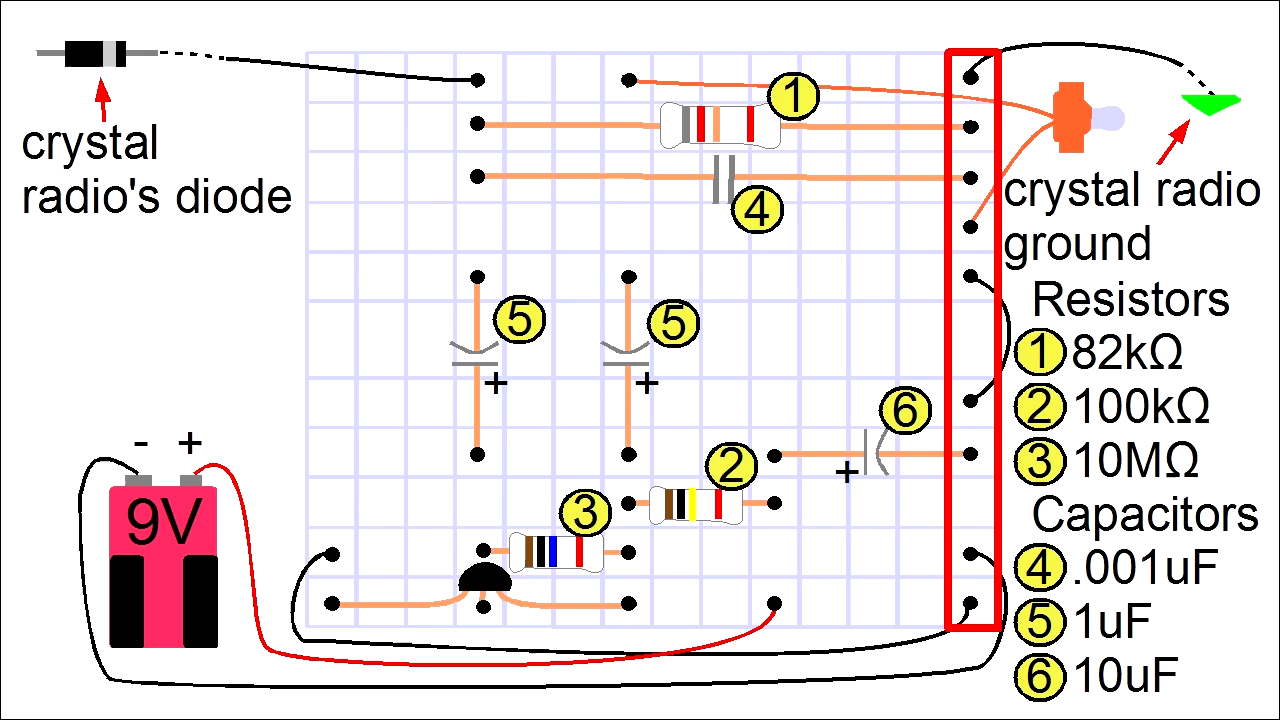 crystal
radio's diode
1
4
crystal radio
ground
5
5
+
+
6
+
2
3
- +
9V
Resistors
1 82kΩ
2 100kΩ
3 10MΩ
Capacitors
4 .001uF
5 1uF
6 10uF